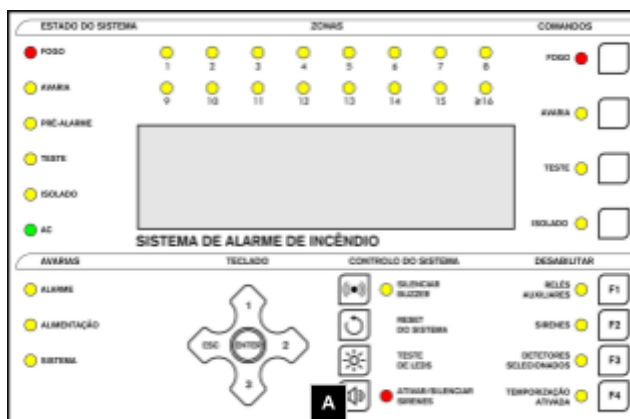 ESTADO DO SISTEMA
ZONAS
COMANDOS
FOGO
AVARIA
PRÉ-ALARME
TESTE
ISOLADO
AC
1 2 3 4 5 6 7 8
9 10 11 12 13 14 15 ≥16
FOGO
AVARIA
TESTE
ISOLADO
SISTEMA DE ALARME DE INCÊNDIO
AVARIAS
TECLADO
CONTROLO DO SISTEMA
DESABILITAR
ALARME
ALIMENTAÇÃO
SISTEMA
1
ESC ENTER 2
3
SILENCIAR
BUZZER
RESET
DO SISTEMA
TESTE
DE LEDS
A
ATIVAR/SILENCIAR
SIRENES
RELÉS
AUXILIARES
F1
SIRENES
F2
DETETORES
SELECIONADOS
F3
TEMPORIZAÇÃO
ATIVADA
F4